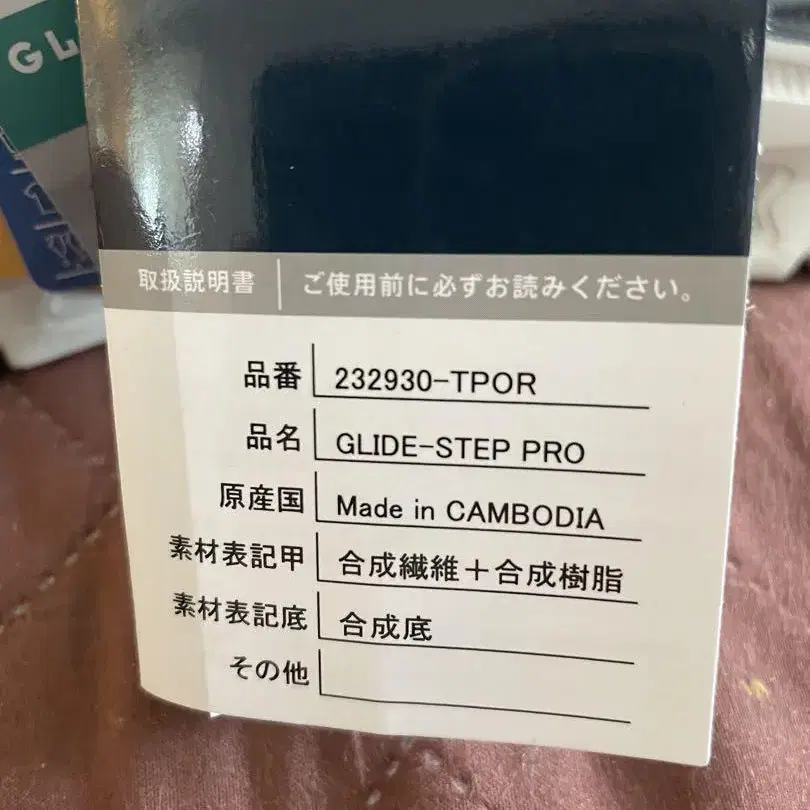 GL
取扱説明書 ご使用前に必ずお読みください。
品番 232930-TPOR
品名 GLIDE-STEP PRO
原産国 Made in CAMBODIA
素材表記甲 合成繊維+合成樹脂
素材表記底 合成底
その他